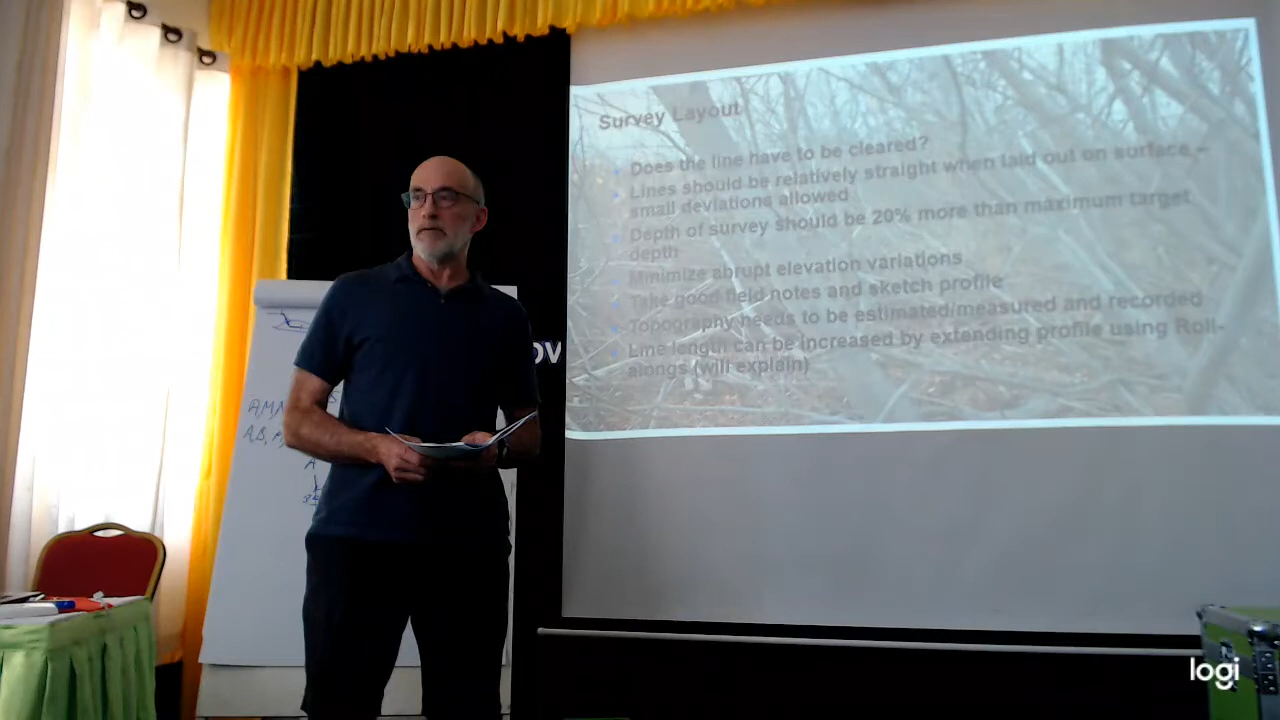 Survey Layout
Does the line have to be cleared?
Lines should be relatively straight when laid out on surface –
small deviations allowed
Depth of survey should be 20% more than maximum target
depth
Minimize abrupt elevation variations
Take good field notes and sketch profile
Topography needs to be estimated/measured and recorded
Line length can be increased by extending profile using Roll-
alongs (will explain)
OV
logi